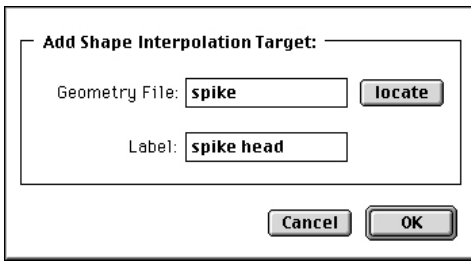 Add Shape Interpolation Target:
Geometry File: spike locate
Label: spike head
Cancel OK